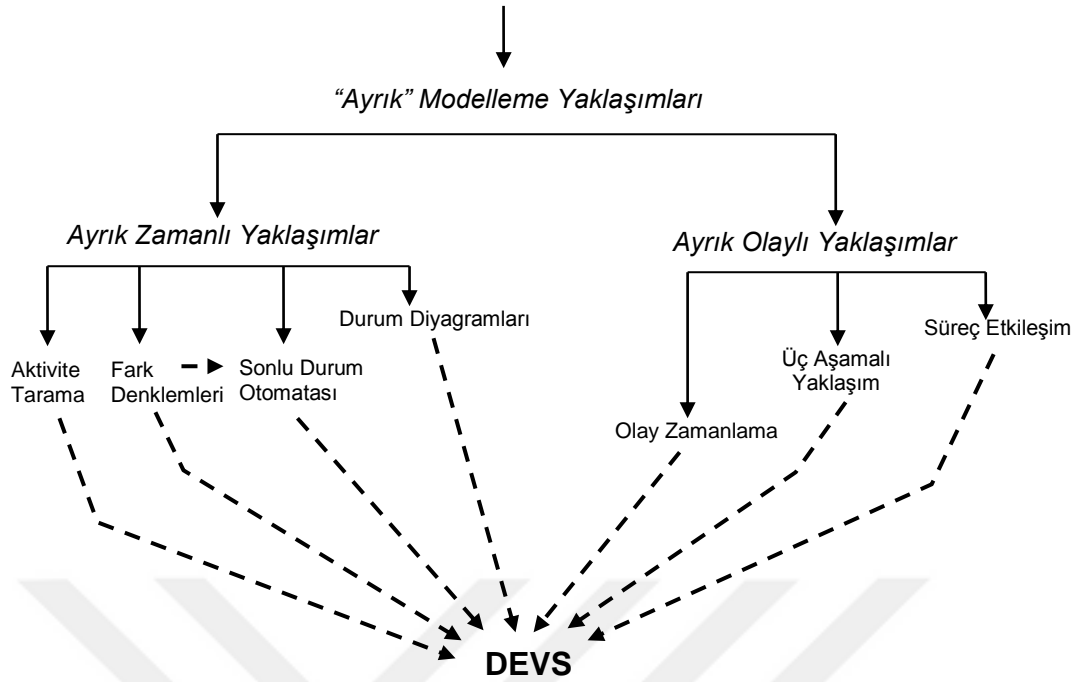 “Ayrık” Modelleme Yaklaşımları
Ayrık Zamanlı Yaklaşımlar
Ayrık Olaylı Yaklaşımlar
Aktivite
Tarama
Fark
Denklemleri
Sonlu Durum
Otomatası
Durum Diyagramları
Olay Zamanlama
Üç Aşamalı
Yaklaşım
Süreç Etkileşim
DEVS